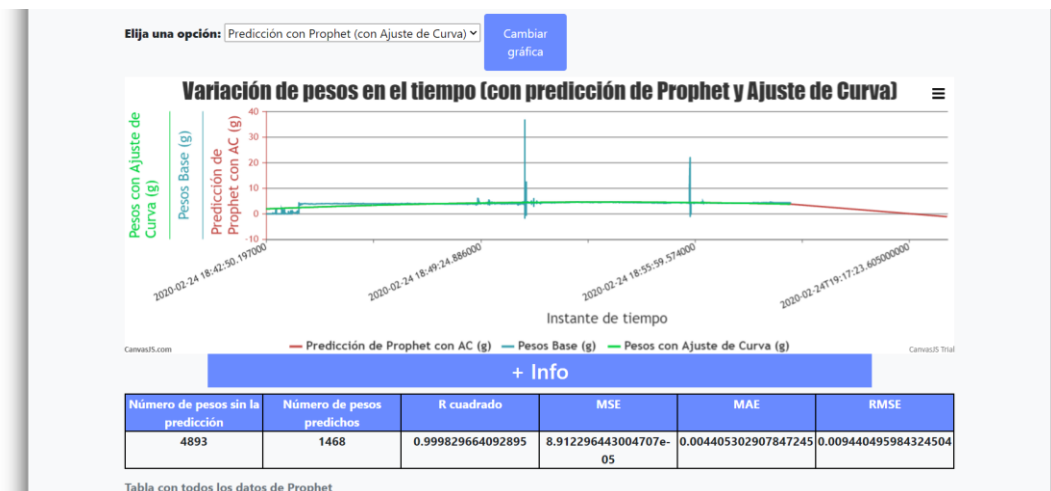 Elija una opción: Predicción con Prophet (con Ajuste de Curva)
Cambiar
gráfica
Variación de pesos en el tiempo (con predicción de Prophet y Ajuste de Curva)
Pesos con Ajuste de
Curva (g)
Pesos Base (g)
Predicción de
Prophet con AC (g)
40
30
20
10
0
-10
2020-02-24 18:42:50.197000
2020-02-24 18:49:24.886000
2020-02-24 18:55:59.574000
2020-02-24T19:17:23.605000000
Instante de tiempo
Predicción de Prophet con AC (g) Pesos Base (g) Pesos con Ajuste de Curva (g)
CanvasJS.com
CanvasJS Trial
+ Info
Número de pesos sin la predicción Número de pesos predichos R cuadrado MSE MAE RMSE
4893 1468 0.999829664092895 8.912296443004707e-05 0.004405302907847245 0.009440495984324504
Tabla con todos los datos de Prophet